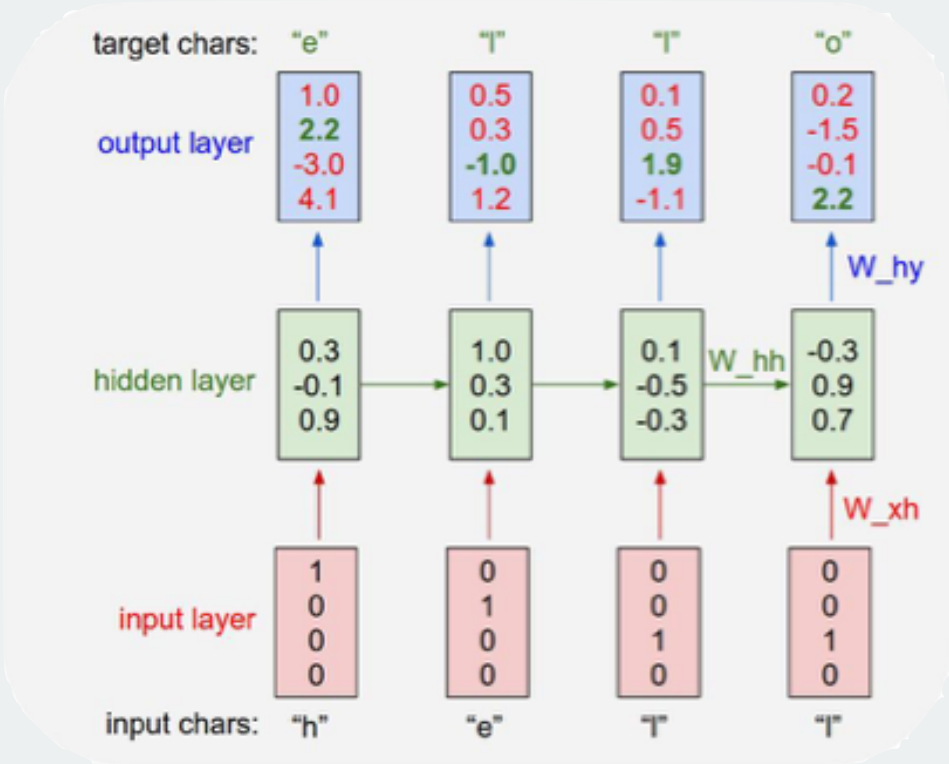 target chars: “e” “l” “l” “o”
1.0 0.5 0.1 0.2
2.2 0.3 0.5 -1.5
output layer
-3.0 -1.0 1.9 -0.1
4.1 1.2 -1.1 2.2
W_hy
0.3 1.0 0.1 -0.3
W_hh
hidden layer -0.1 0.3 -0.5 0.9
0.9 0.1 -0.3 0.7
W_xh
1 0 0 0
0 1 0 0
input layer
0 0 1 1
0 0 0 0
input chars: “h” “e” “l” “l”